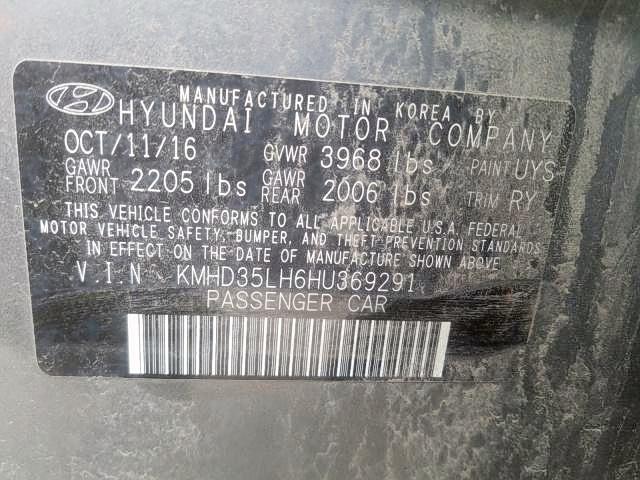 MANUFACTURED IN KOREA BY
HYUNDAI MOTOR COMPANY
OCT/11/16 GVWR 3968 lbs PAINT UYS
GAWR FRONT 2205 lbs GAWR REAR 2006 lbs TRIM RY
THIS VEHICLE CONFORMS TO ALL APPLICABLE U.S.A. FEDERAL
MOTOR VEHICLE SAFETY, BUMPER, AND THEFT PREVENTION STANDARDS
IN EFFECT ON THE DATE OF MANUFACTURE SHOWN ABOVE.
V.I.N KMHD35LH6HU369291
PASSENGER CAR